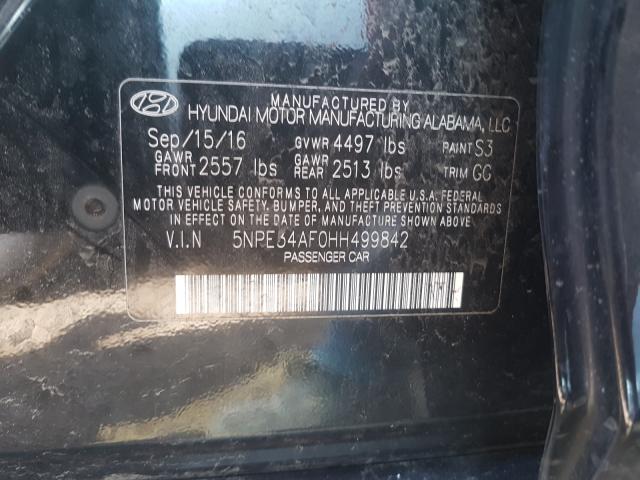 MANUFACTURED BY
HYUNDAI MOTOR MANUFACTURING ALABAMA, LLC
Sep/15/16 GVWR 4497 lbs PAINT S3
GAWR FRONT 2557 lbs GAWR REAR 2513 lbs TRIM GG
THIS VEHICLE CONFORMS TO ALL APPLICABLE U.S.A. FEDERAL
MOTOR VEHICLE SAFETY, BUMPER, AND THEFT PREVENTION
STANDARDS IN EFFECT ON THE DATE OF MANUFACTURE SHOWN ABOVE
V.I.N 5NPE34AF0HH499842
PASSENGER CAR